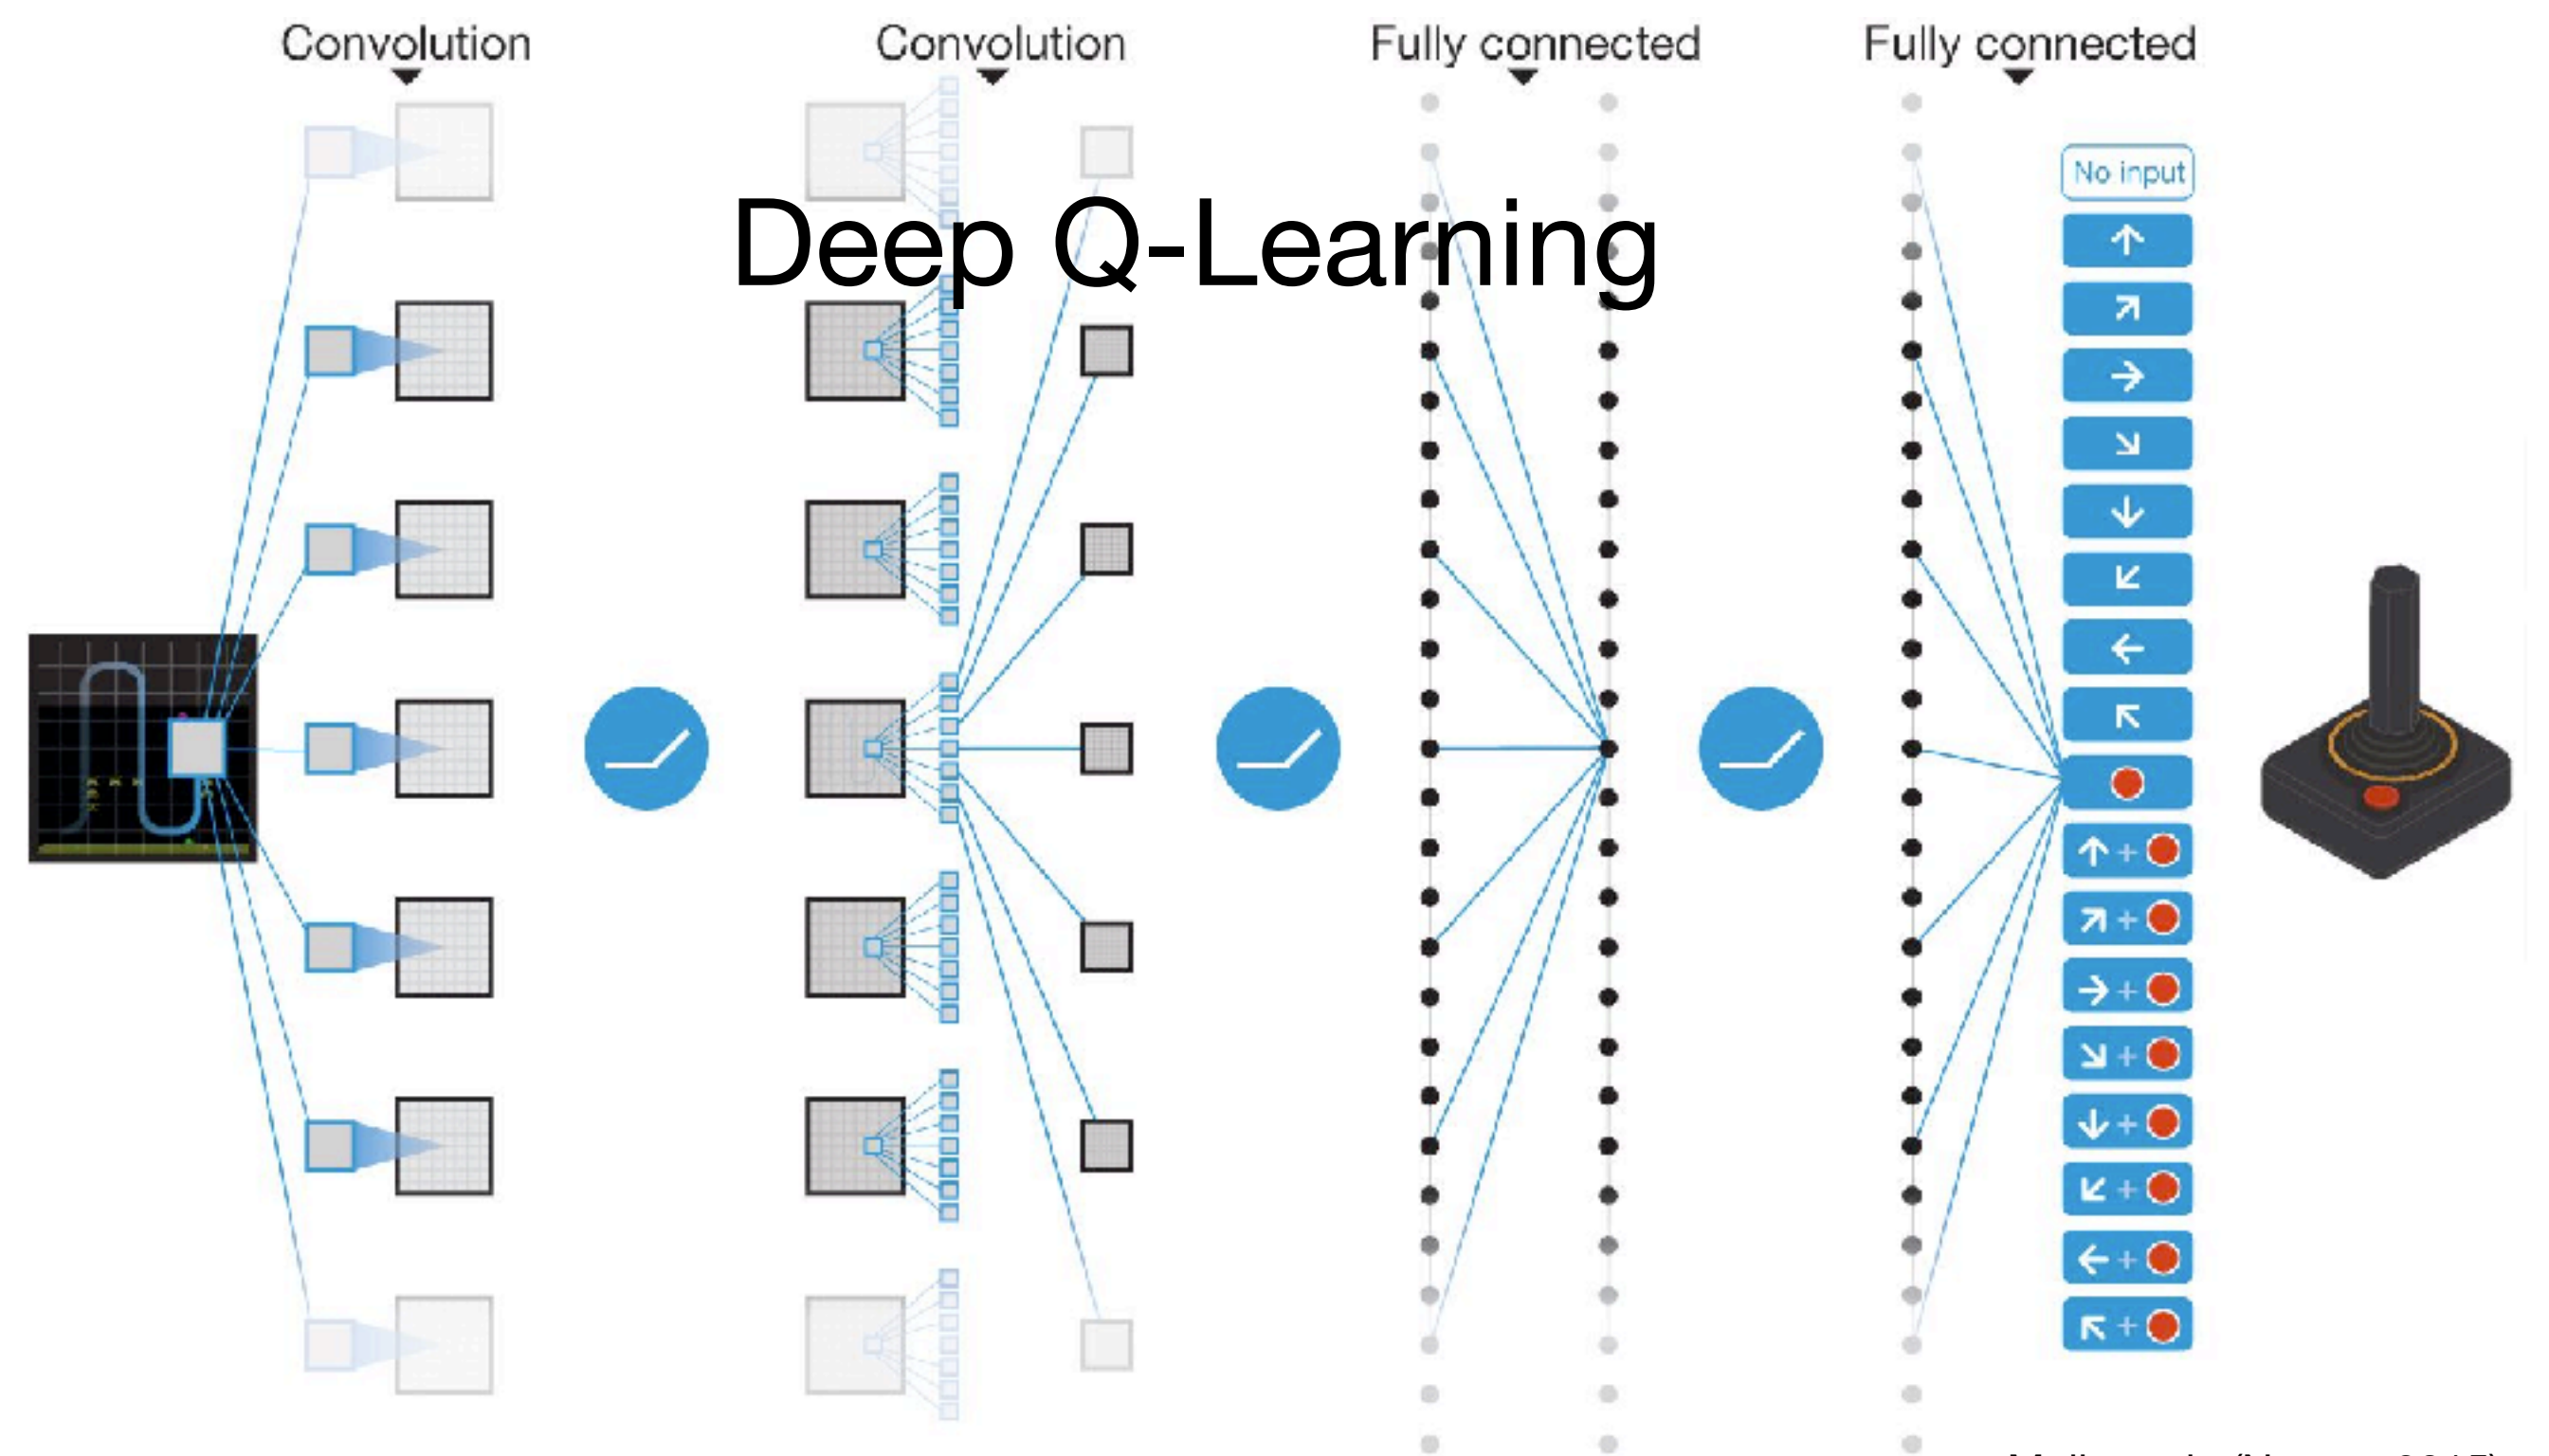 Convolution
Convolution
Fully connected
Fully connected
Deep Q-Learning
No input
+
+
+
+
+
+
+
+